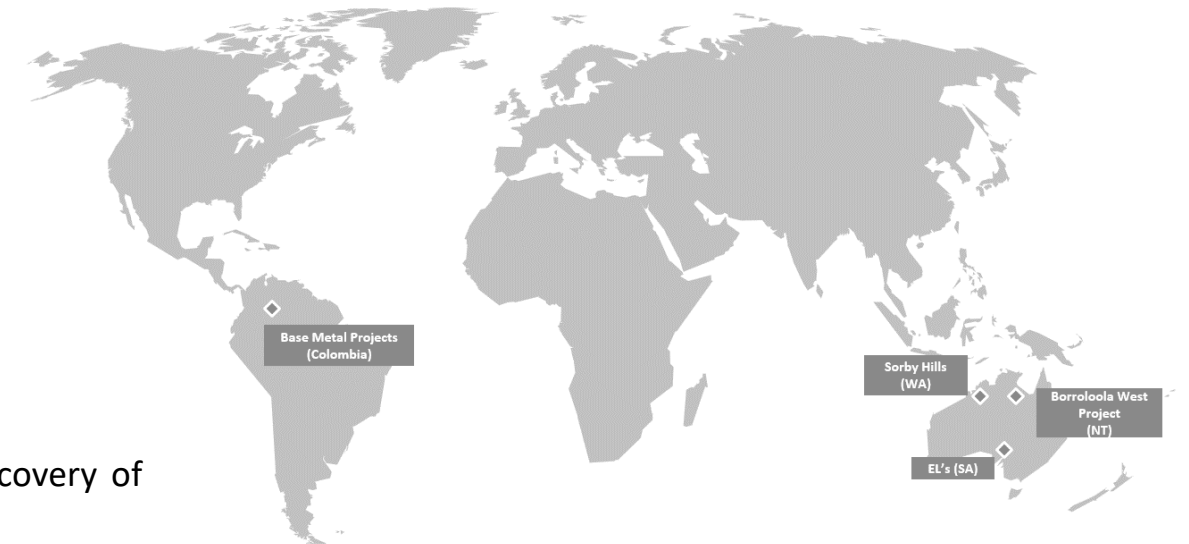 Base Metal Projects
(Colombia)
Sorby Hills
(WA)
Borroloola West
Project
(NT)
EL's (SA)
covery of